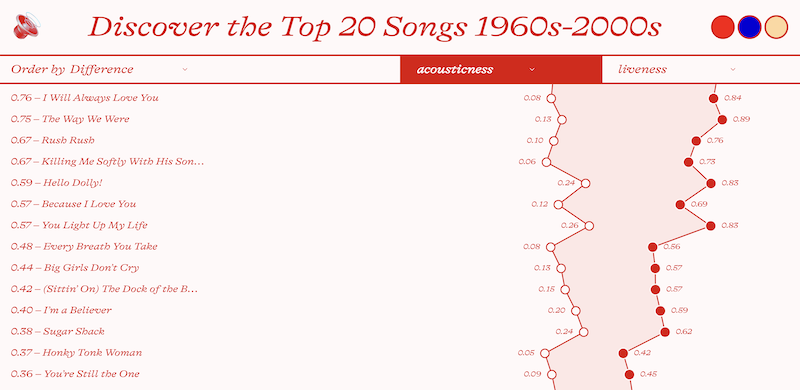 Discover the Top 20 Songs 1960s-2000s
Order by Difference acousticness liveness
0.76 – I Will Always Love You 0.08 0.84
0.75 – The Way We Were 0.13 0.89
0.67 – Rush Rush 0.10 0.76
0.67 – Killing Me Softly With His Son... 0.06 0.73
0.59 – Hello Dolly! 0.24 0.83
0.57 – Because I Love You 0.12 0.69
0.57 – You Light Up My Life 0.26 0.83
0.48 – Every Breath You Take 0.08 0.56
0.44 – Big Girls Don't Cry 0.13 0.57
0.42 – (Sittin' On) The Dock of the B... 0.15 0.57
0.40 – I'm a Believer 0.20 0.59
0.38 – Sugar Shack 0.24 0.62
0.37 – Honky Tonk Woman 0.05 0.42
0.36 – You're Still the One 0.09 0.45